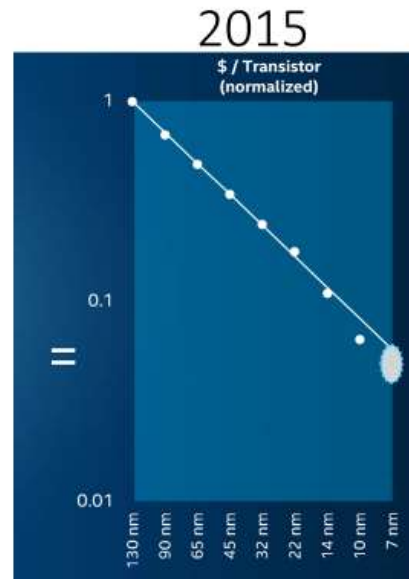 2015
$ / Transistor
(normalized)
1
0.1
=
0.01
130 nm
90 nm
65 nm
45 nm
32 nm
22 nm
14 nm
10 nm
7 nm